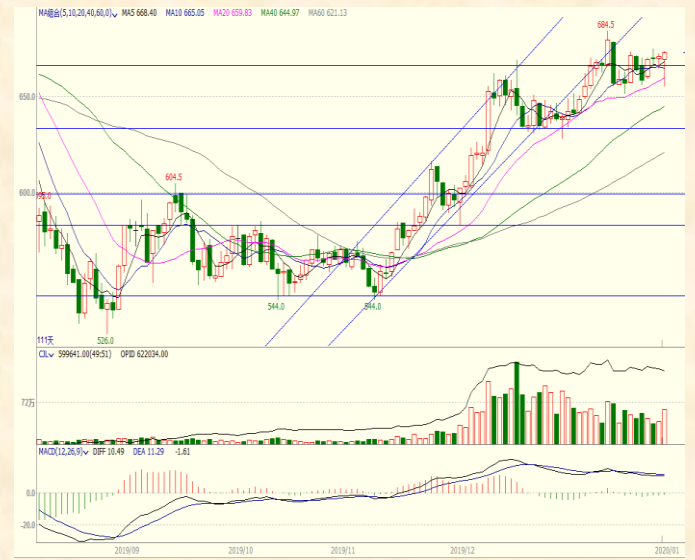 MA组合(5,10,20,40,60,0) MA5 668.40 MA10 665.05 MA20 659.83 MA40 644.97 MA60 621.13
684.5
650.0
604.5
600.0
544.0
544.0
111天
526.0
CJL 599641.00(49:51) OPID 622034.00
77万
MACD(12,26,9) DIFF 10.49 DEA 11.29 -1.61
0.0
-20.0
2019/09 2019/10 2019/11 2019/12 2020/01